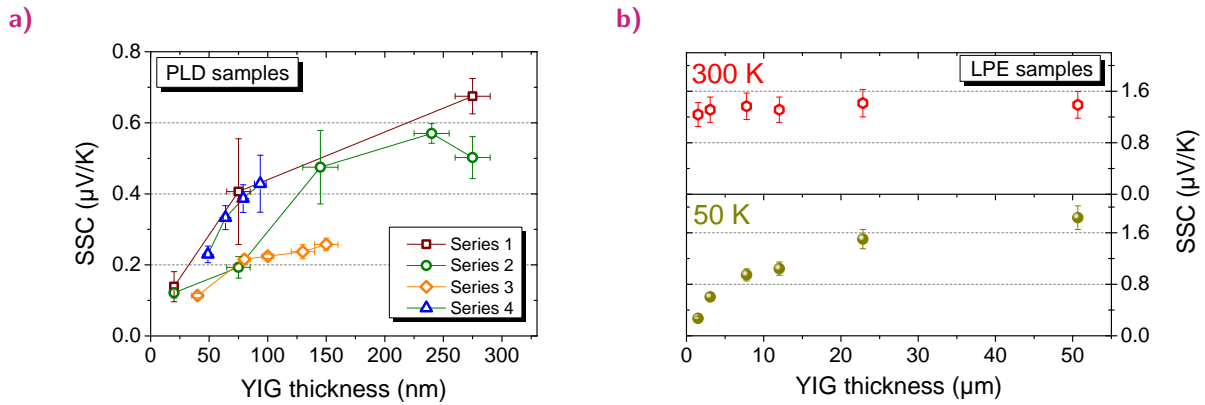 a)
0.8
0.6
0.4
0.2
0.0
SSC (µV/K)
PLD samples
Series 1
Series 2
Series 3
Series 4
0 50 100 150 200 250 300
YIG thickness (nm)
b)
300 K
LPE samples
1.6
0.8
0.0
50 K
1.6
0.8
0.0
SSC (µV/K)
0 10 20 30 40 50
YIG thickness (µm)